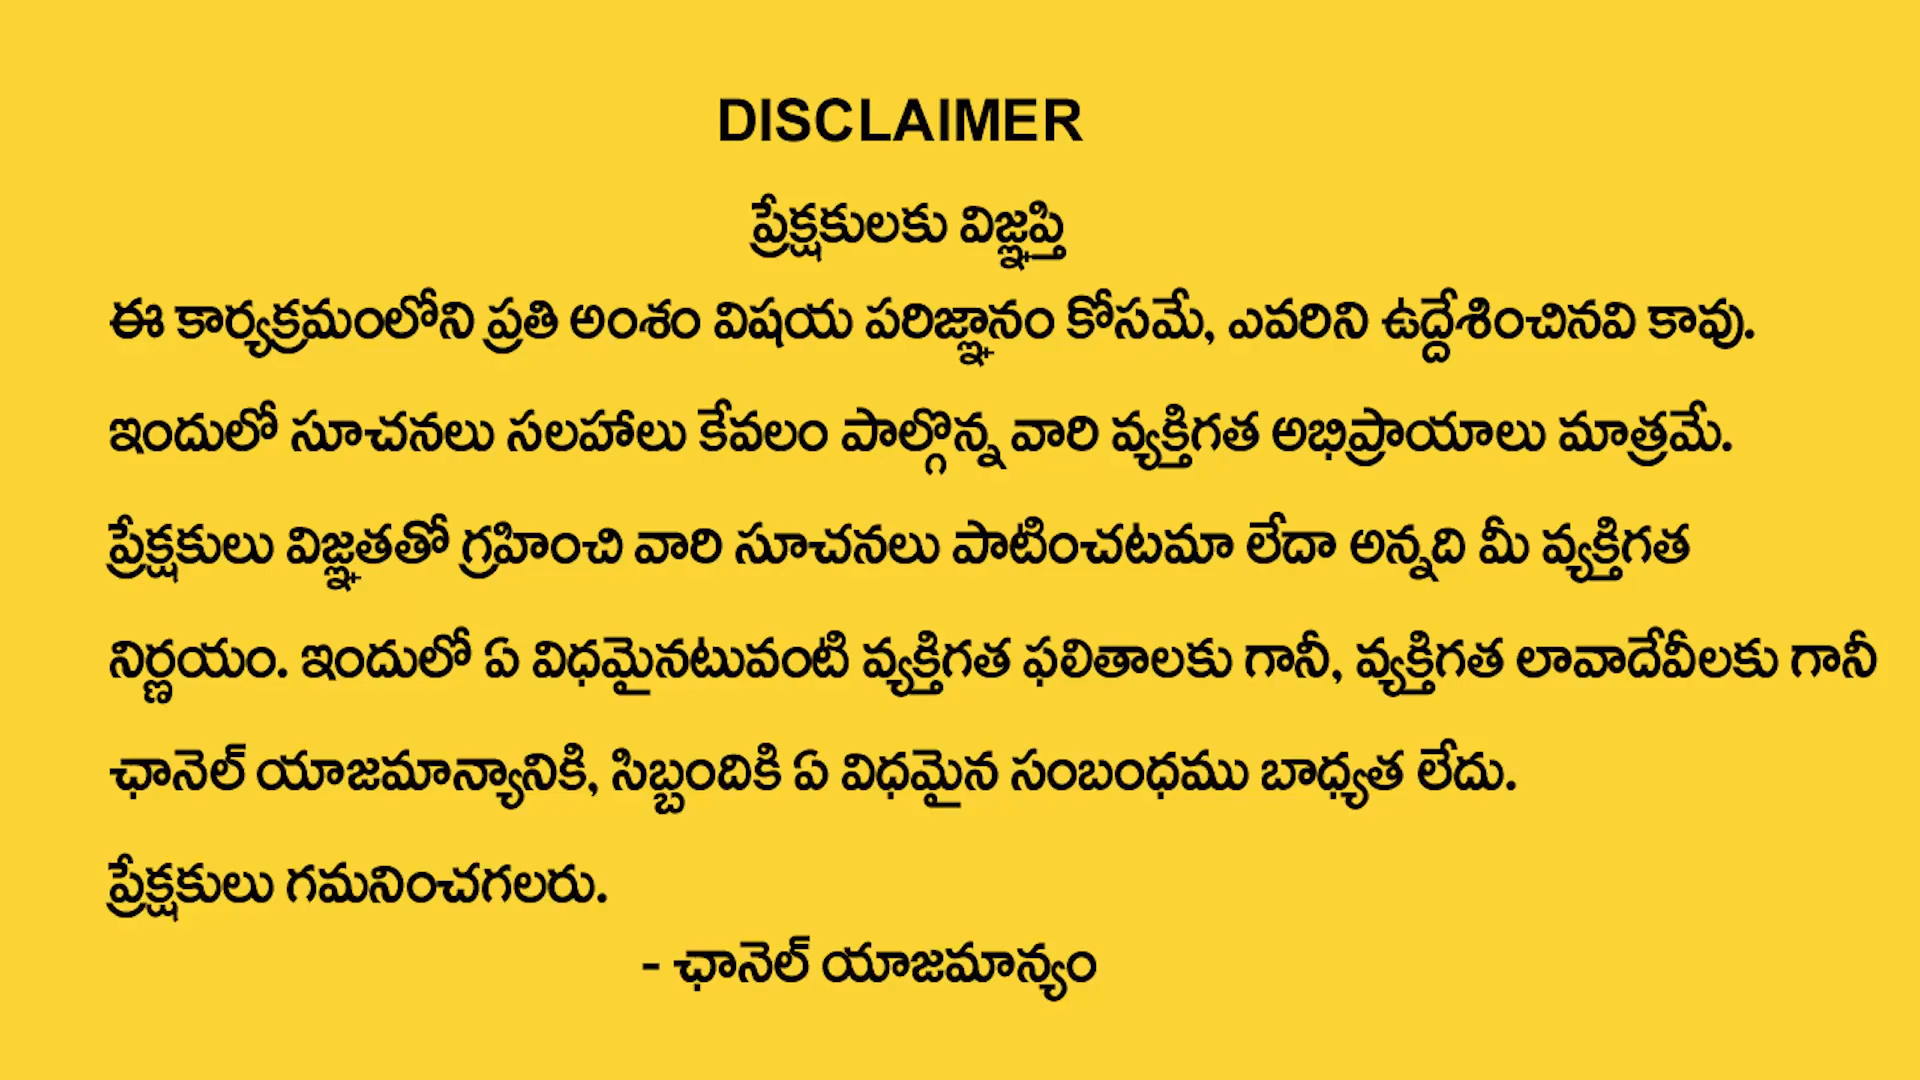 DISCLAIMER
ప్రేక్షకులకు విజ్ఞప్తి
ఈ కార్యక్రమంలోని ప్రతి అంశం విషయ పరిజ్ఞానం కోసమే, ఎవరిని ఉద్దేశించినవి కావు.
ఇందులో సూచనలు సలహాలు కేవలం పాల్గొన్న వారి వ్యక్తిగత అభిప్రాయాలు మాత్రమే.
ప్రేక్షకులు విజ్ఞతతో గ్రహించి వారి సూచనలు పాటించటమా లేదా అన్నది మీ వ్యక్తిగత
నిర్ణయం. ఇందులో ఏ విధమైనటువంటి వ్యక్తిగత ఫలితాలకు గానీ, వ్యక్తిగత లావాదేవీలకు గానీ
ఛానెల్ యాజమాన్యానికి, సిబ్బందికి ఏ విధమైన సంబంధము బాధ్యత లేదు.
ప్రేక్షకులు గమనించగలరు.
- ఛానెల్ యాజమాన్యం